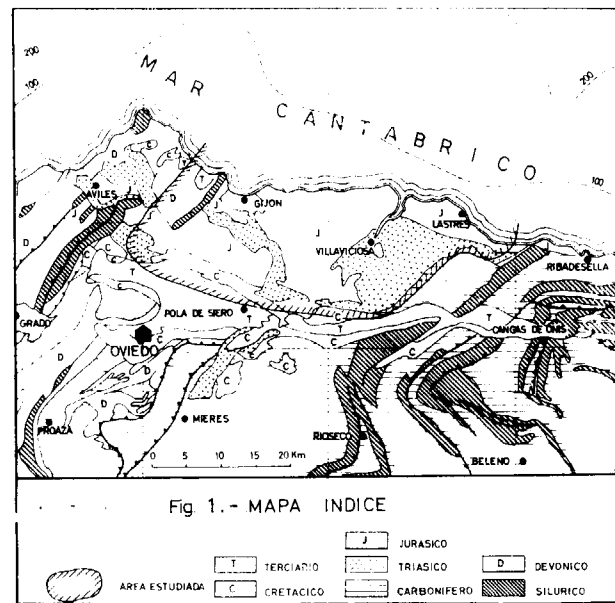 200
100
MAR CANTABRICO
200
100
D
C
T
AVILES
J
D
C
T
GIJON
J
LASTRES
J
VILLAVICIOSA
RIBADESELLA
D
J
C
T
POLA DE SIERO
T
C
T
C
T
CANGAS DE ONIS
GRADO
OVIEDO
C
D
C
C
PROAZA
D
MIERES
RIOSECO
BELEÑO
0 5 10 15 20 Km
Fig. 1.- MAPA INDICE
J JURASICO
T TERCIARIO
TRIASICO
D DEVONICO
AREA ESTUDIADA
C CRETACICO
CARBONIFERO
SILURICO